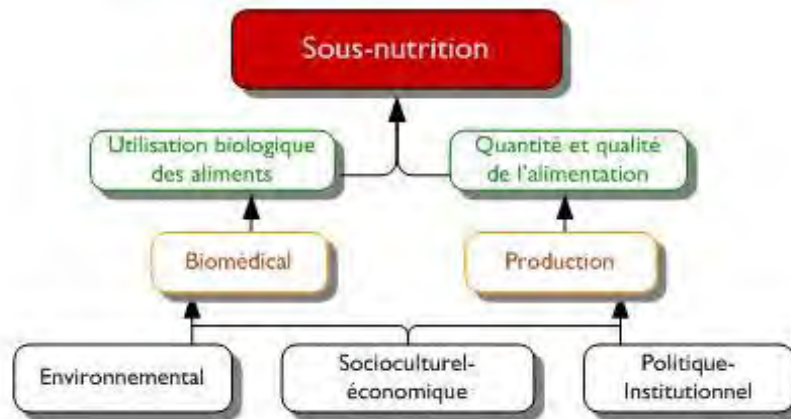 Sous-nutrition
Utilisation biologique
des aliments
Quantité et qualité
de l'alimentation
Biomédical
Production
Environnemental
Socioculturel-
économique
Politique-
Institutionnel